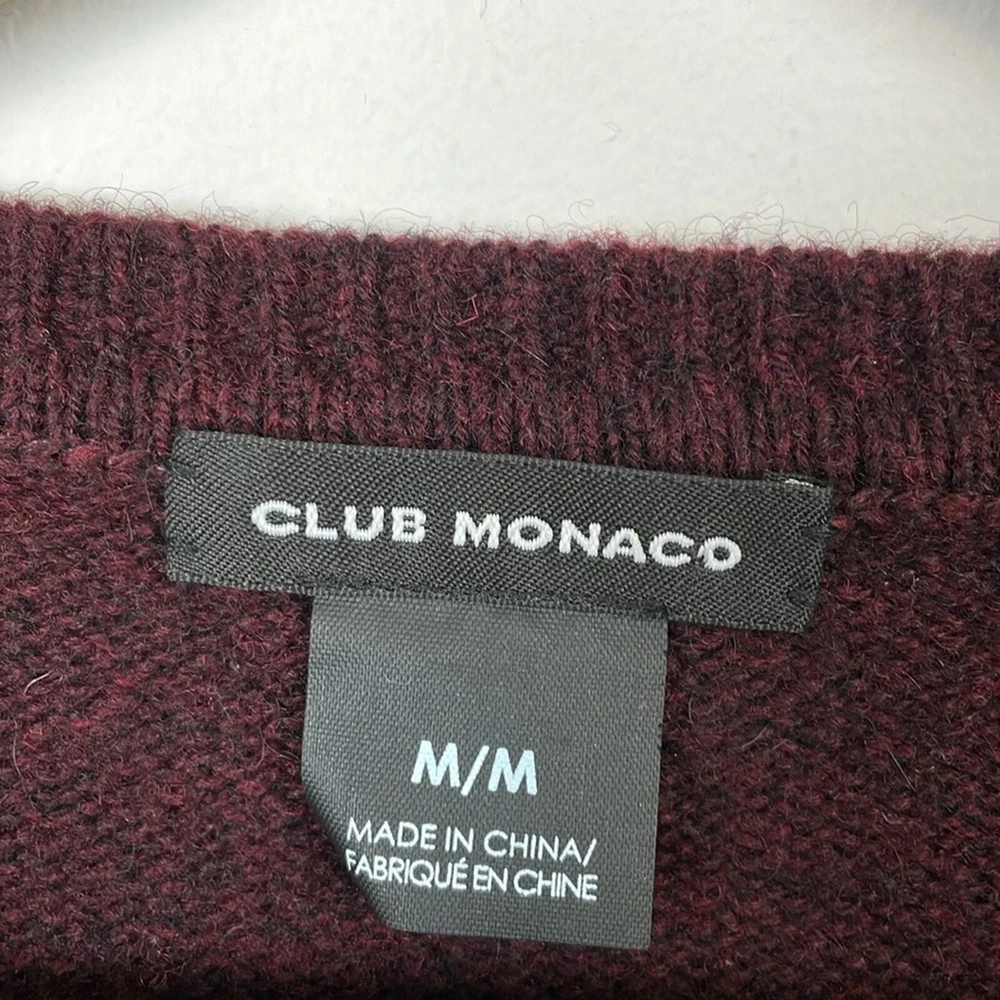 CLUB MONACO
M/M
MADE IN CHINA/
FABRIQUÉ EN CHINE